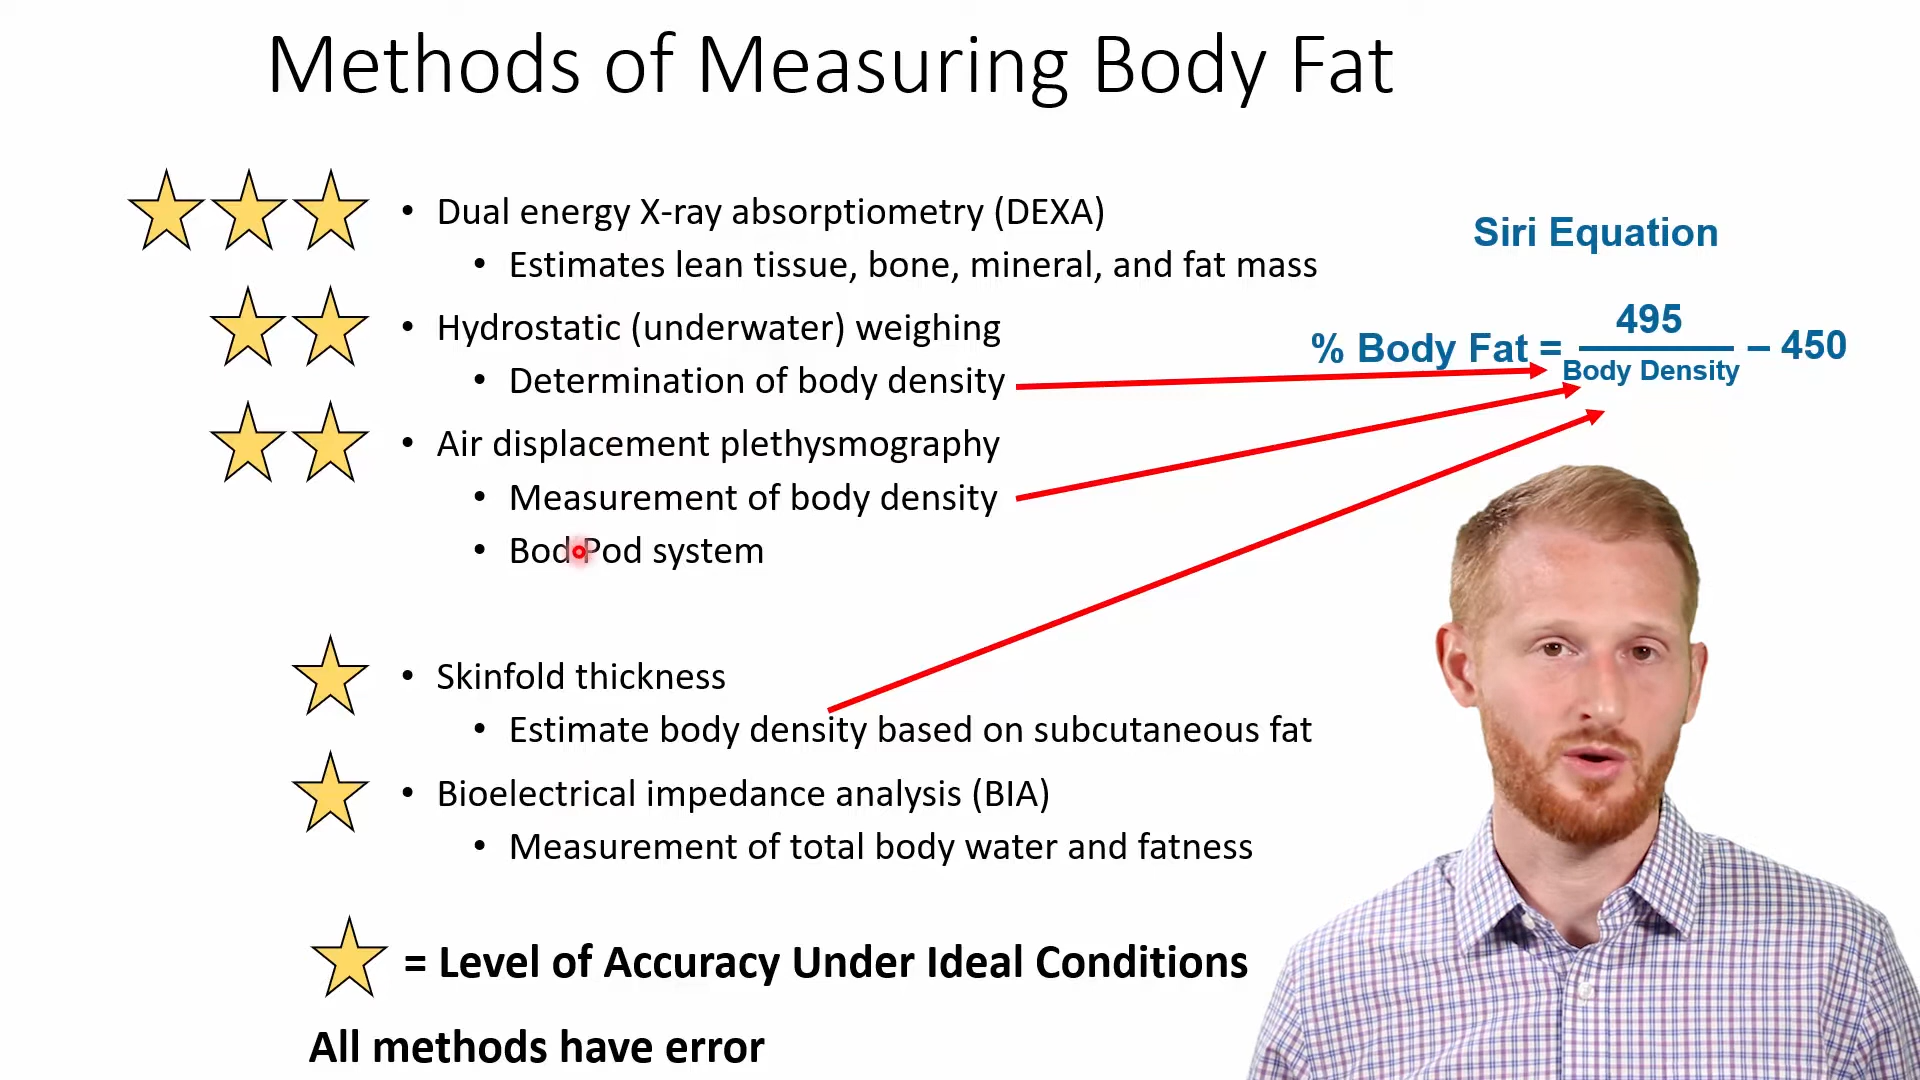 Methods of Measuring Body Fat
• Dual energy X-ray absorptiometry (DEXA)
• Estimates lean tissue, bone, mineral, and fat mass
• Hydrostatic (underwater) weighing
• Determination of body density
• Air displacement plethysmography
• Measurement of body density
• Bod Pod system
• Skinfold thickness
• Estimate body density based on subcutaneous fat
• Bioelectrical impedance analysis (BIA)
• Measurement of total body water and fatness
= Level of Accuracy Under Ideal Conditions
All methods have error
Siri Equation
495
% Body Fat = – 450
Body Density